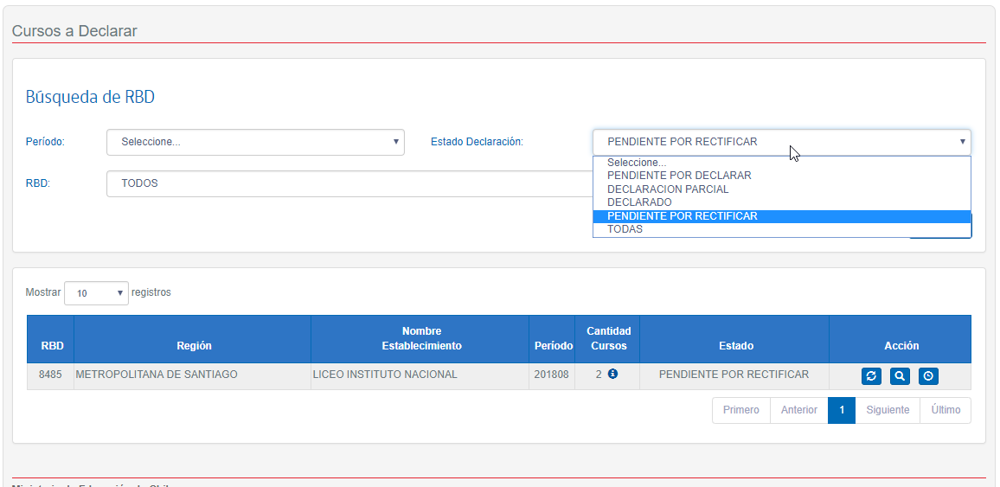 Cursos a Declarar
Búsqueda de RBD
Período: Seleccione... Estado Declaración: PENDIENTE POR RECTIFICAR
Seleccione...
PENDIENTE POR DECLARAR
RBD: TODOS
DECLARACION PARCIAL
DECLARADO
PENDIENTE POR RECTIFICAR
TODAS
Mostrar 10 registros
RBD Región Nombre Establecimiento Período Cantidad Cursos Estado Acción
8485 METROPOLITANA DE SANTIAGO LICEO INSTITUTO NACIONAL 201808 2 PENDIENTE POR RECTIFICAR
Primero Anterior 1 Siguiente Último